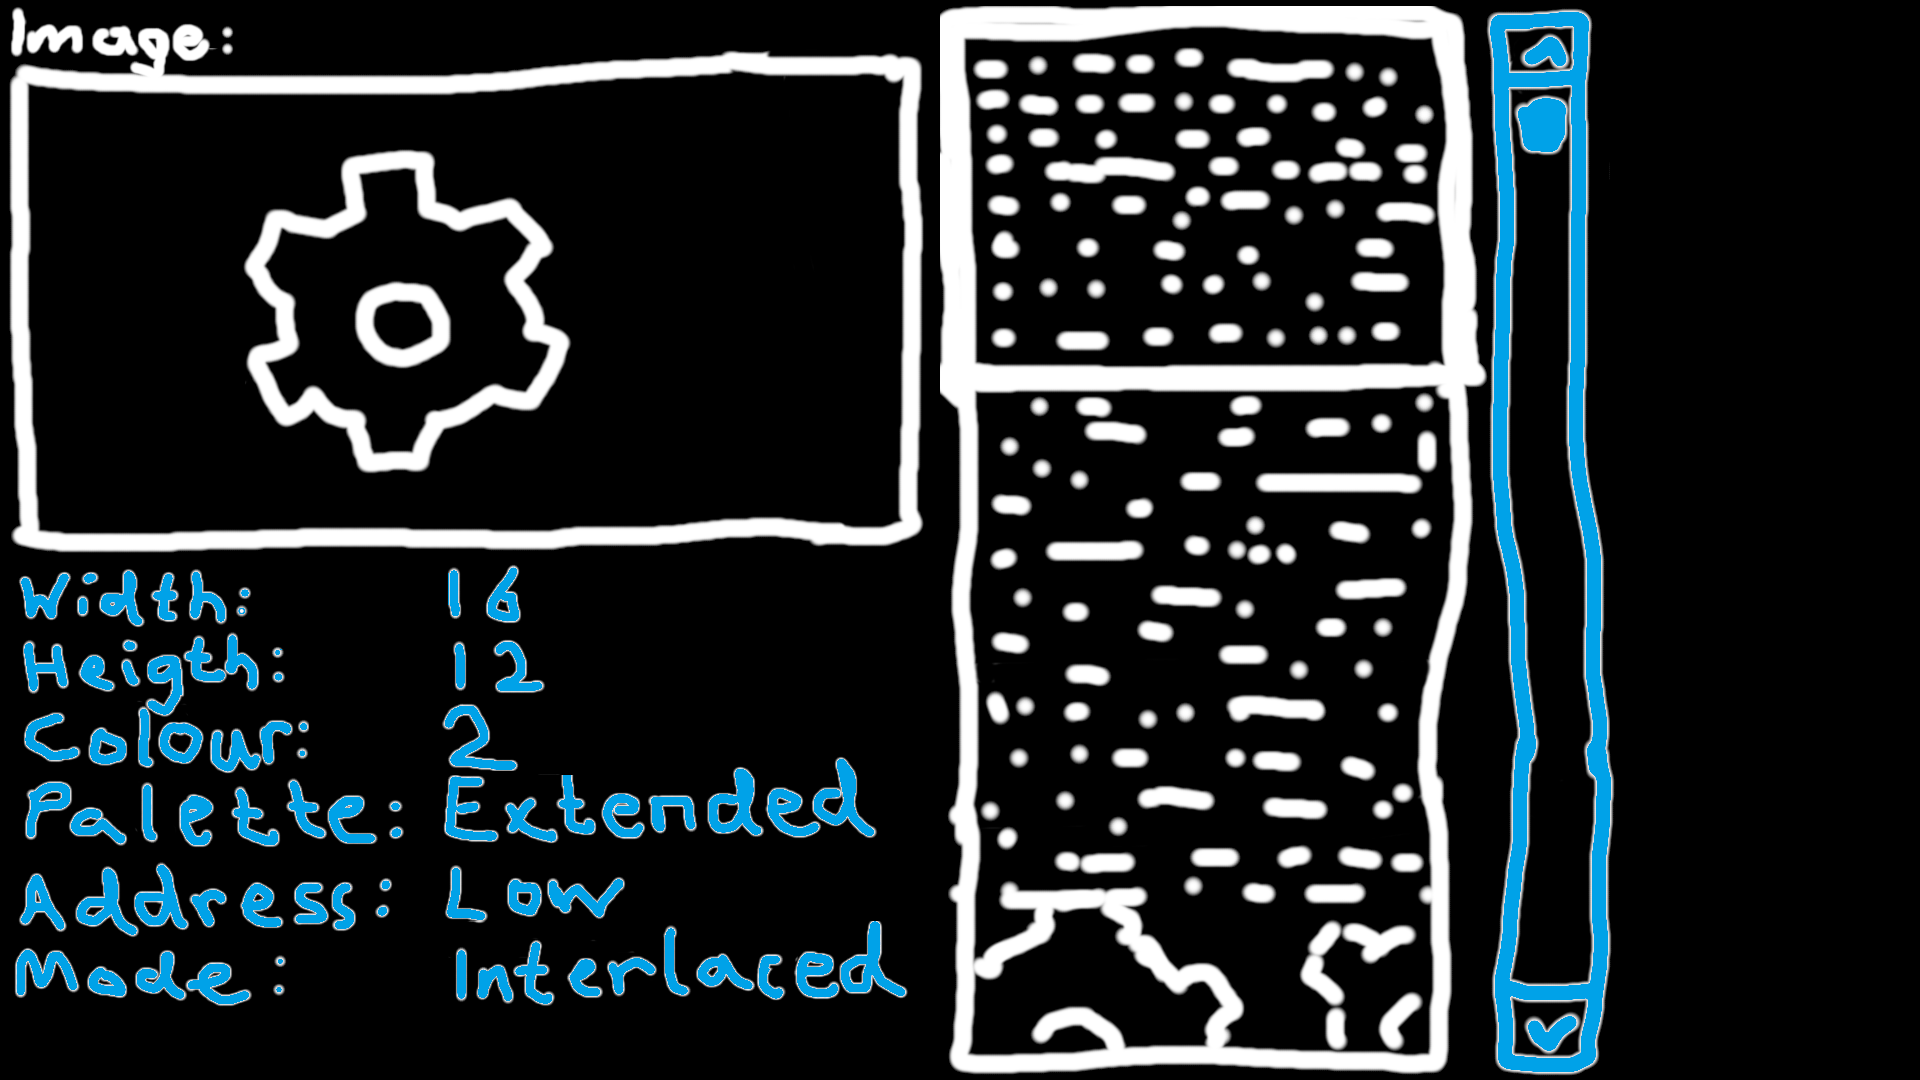 Image:
Width: 16
Heigth: 12
Colour: 2
Palette: Extended
Address: Low
Mode: Interlaced